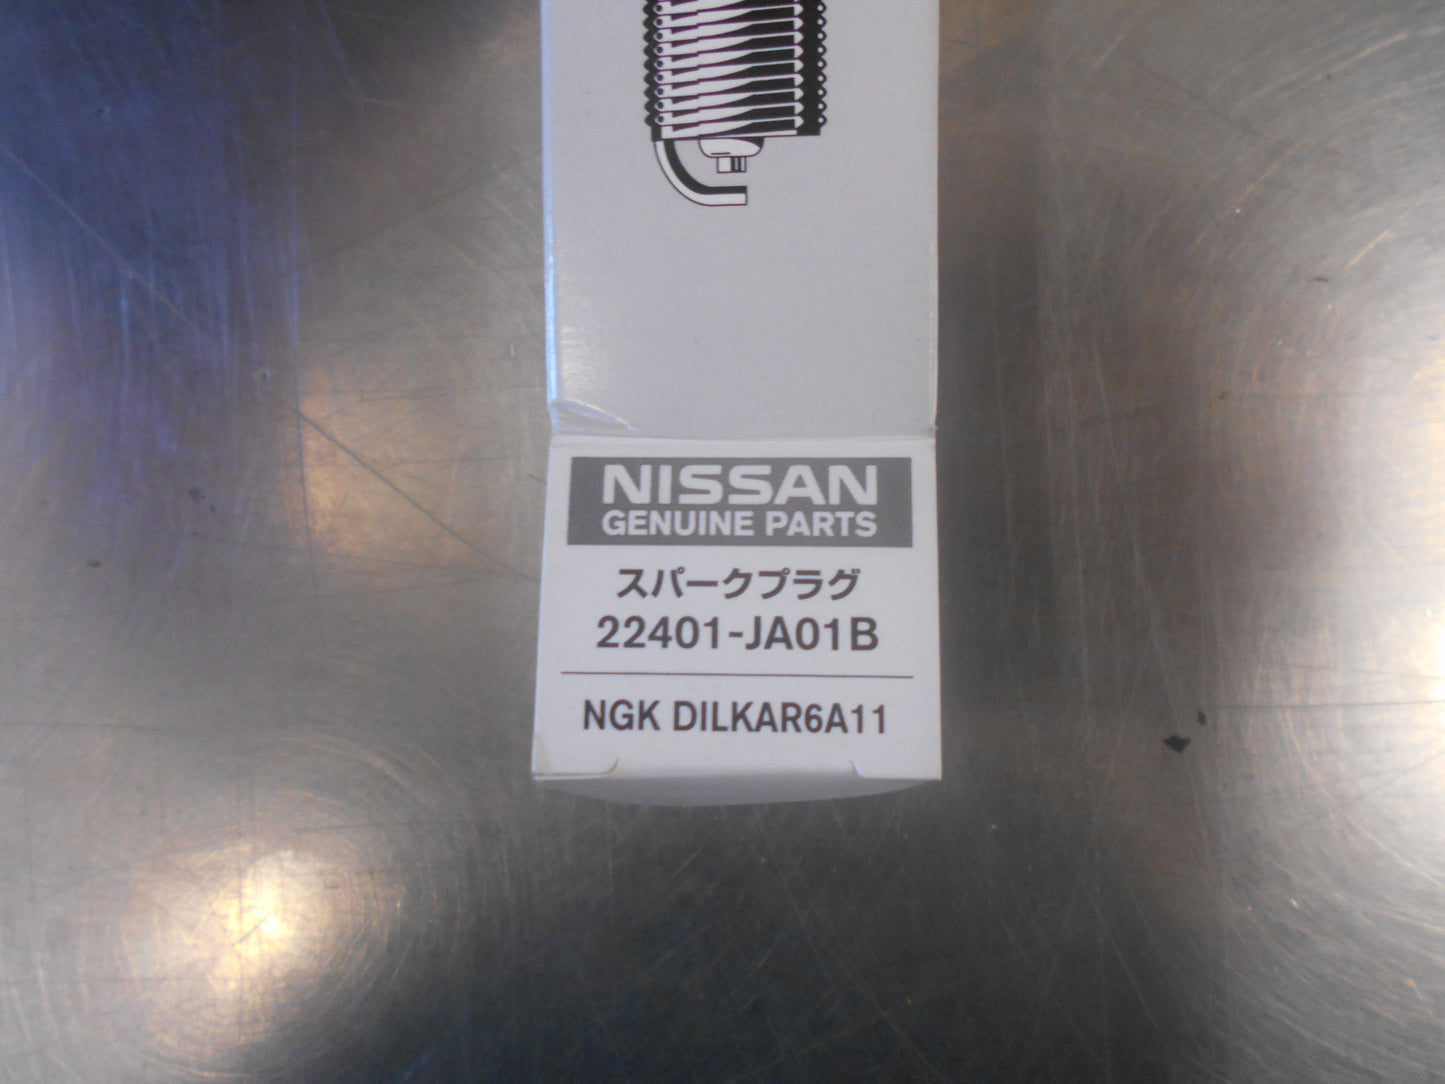 NISSAN
GENUINE PARTS
スパークプラグ
22401-JA01B
NGK DILKAR6A11